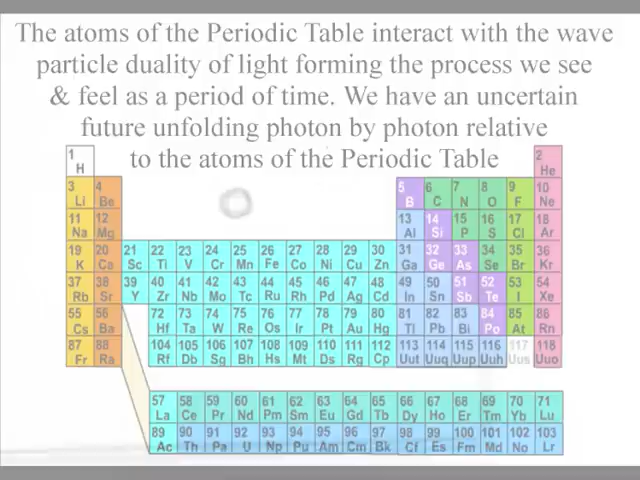 The atoms of the Periodic Table interact with the wave
particle duality of light forming the process we see
& feel as a period of time. We have an uncertain
future unfolding photon by photon relative
to the atoms of the Periodic Table
1 2
H He
3 4 5 6 7 8 9 10
Li Be B C N O F Ne
11 12 13 14 15 16 17 18
Na Mg Al Si P S Cl Ar
19 20 21 22 23 24 25 26 27 28 29 30 31 32 33 34 35 36
K Ca Sc Ti V Cr Mn Fe Co Ni Cu Zn Ga Ge As Se Br Kr
37 38 39 40 41 42 43 44 45 46 47 48 49 50 51 52 53 54
Rb Sr Y Zr Nb Mo Tc Ru Rh Pd Ag Cd In Sn Sb Te I Xe
55 56 72 73 74 75 76 77 78 79 80 81 82 83 84 85 86
Cs Ba Hf Ta W Re Os Ir Pt Au Hg Tl Pb Bi Po At Rn
87 88 104 105 106 107 108 109 110 111 112 113 114 115 116 117 118
Fr Ra Rf Db Sg Bh Hs Mt Ds Rg Cp Uut Uuq Uup Uuh Uus Uuo
57 58 59 60 61 62 63 64 65 66 67 68 69 70 71
La Ce Pr Nd Pm Sm Eu Gd Tb Dy Ho Er Tm Yb Lu
89 90 91 92 93 94 95 96 97 98 99 100 101 102 103
Ac Th Pa U Np Pu Am Cm Bk Cf Es Fm Md No Lr